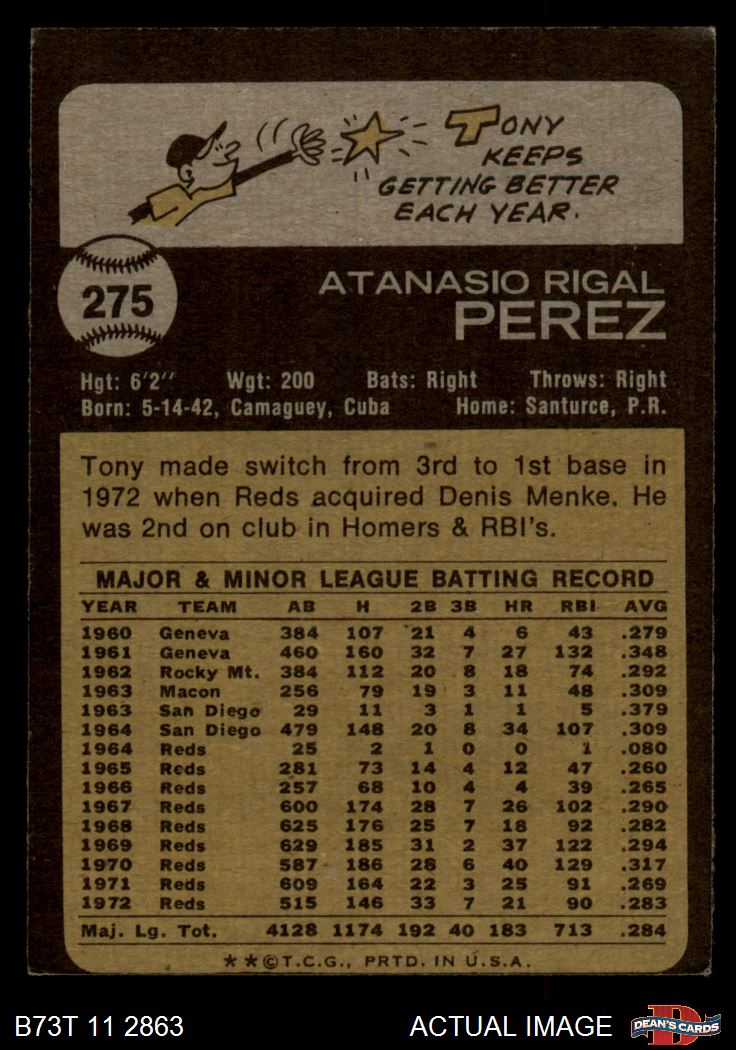 TONY
KEEPS
GETTING BETTER
EACH YEAR.
275
ATANASIO RIGAL
PEREZ
Hgt: 6'2" Wgt: 200 Bats: Right Throws: Right
Born: 5-14-42, Camaguey, Cuba Home: Santurce, P.R.
Tony made switch from 3rd to 1st base in
1972 when Reds acquired Denis Menke. He
was 2nd on club in Homers & RBI's.
MAJOR & MINOR LEAGUE BATTING RECORD
YEAR TEAM AB H 2B 3B HR RBI AVG
1960 Geneva 384 107 21 4 6 43 .279
1961 Geneva 460 160 32 7 27 132 .348
1962 Rocky Mt. 384 112 20 8 18 74 .292
1963 Macon 256 79 19 3 11 48 .309
1963 San Diego 29 11 3 1 1 5 .379
1964 San Diego 479 148 20 8 34 107 .309
1964 Reds 25 2 1 0 0 1 .080
1965 Reds 281 73 14 4 12 47 .260
1966 Reds 257 68 10 4 4 39 .265
1967 Reds 600 174 28 7 26 102 .290
1968 Reds 625 176 25 7 18 92 .282
1969 Reds 629 185 31 2 37 122 .294
1970 Reds 587 186 28 6 40 129 .317
1971 Reds 609 164 22 3 25 91 .269
1972 Reds 515 146 33 7 21 90 .283
Maj. Lg. Tot. 4128 1174 192 40 183 713 .284
**©T.C.G., PRTD. IN U.S.A.
B73T 11 2863 ACTUAL IMAGE D DEAN'S CARDS